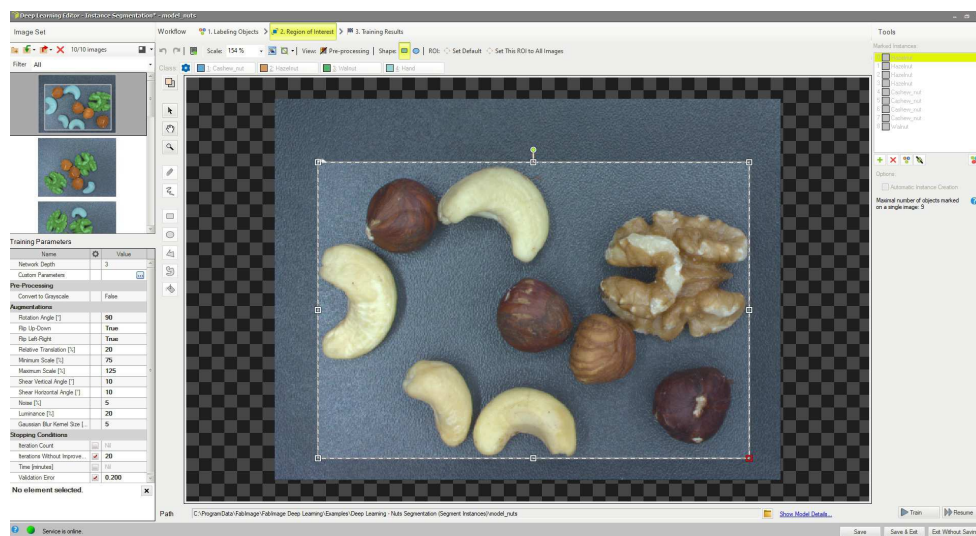 Deep Learning Editor - Instance Segmentation* - model_nuts
Image Set
Workflow
1. Labeling Objects
2. Region of Interest
3. Training Results
Tools
10/10 images
Scale: 154 %
View:
Pre-processing
Shape:
ROI:
Set Default
Set This ROI to All Images
Marked Instances:
Filter All
Class:
1. Cashew_nut
2. Hazelnut
3. Walnut
4. Hand
1 Hazelnut
2 Hazelnut
3 Hazelnut
Cashew_nut
5 Cashew_nut
6 Cashew_nut
7 Cashew_nut
8 Walnut
Options:
Automatic Instance Creation
Maximal number of objects marked
on a single image: 9
Training Parameters
Name Value
Network Depth 3
Custom Parameters
Pre-Processing
Convert to Grayscale False
Augmentations
Rotation Angle [°] 90
Flip Up-Down True
Flip Left-Right True
Relative Translation [%] 20
Minimum Scale [%] 75
Maximum Scale [%] 125
Shear Vertical Angle [°] 10
Shear Horizontal Angle [°] 10
Noise [%] 5
Luminance [%] 20
Gaussian Blur Kernel Size [... 5
Stopping Conditions
Iteration Count Nil
Iterations Without Improve... 20
Time [minutes] Nil
Validation Error 0.200
No element selected.
Path
C:\ProgramData\FabImage\FabImage Deep Learning\Examples\Deep Learning - Nuts Segmentation (Segment Instances)\model_nuts
Show Model Details...
Train
Resume
Service is online.
Save
Save & Exit
Exit Without Saving